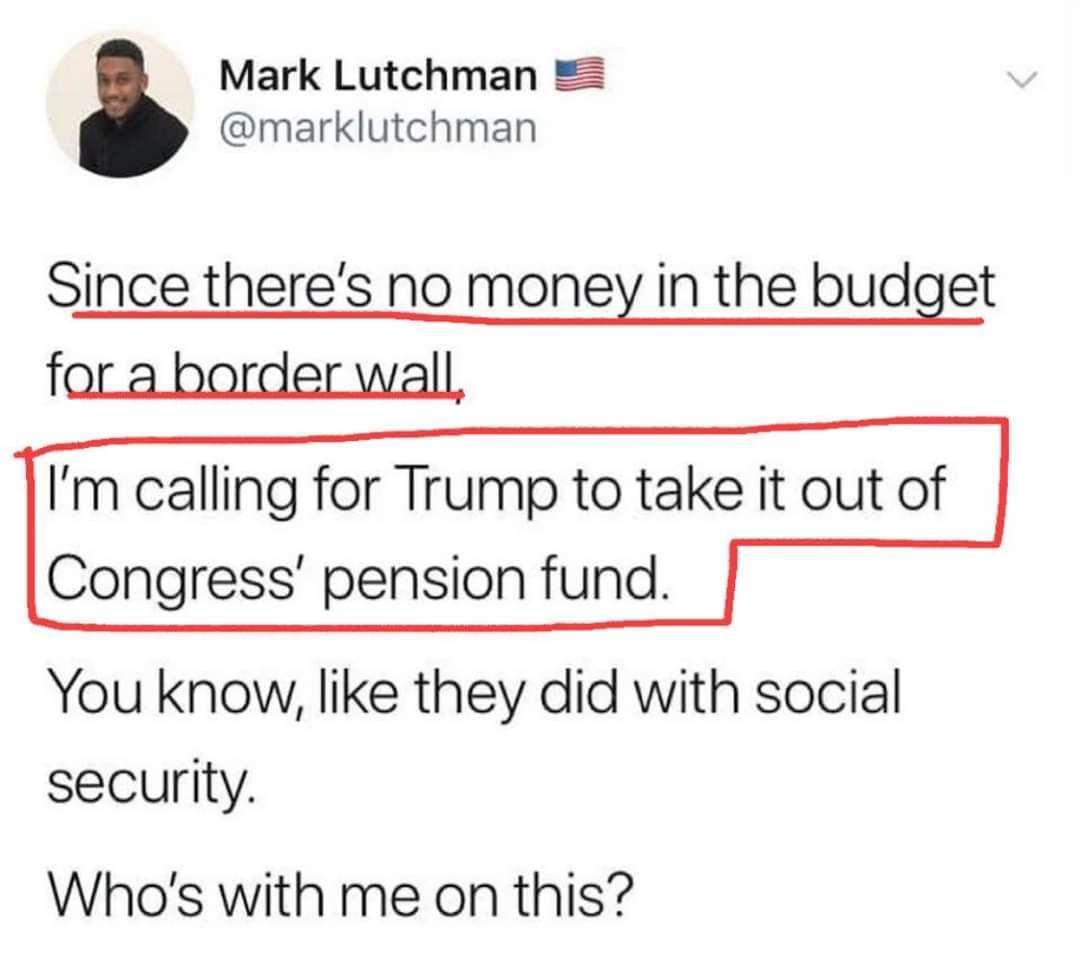 Mark Lutchman 🇺🇸
@marklutchman
Since there's no money in the budget
for a border wall,
I'm calling for Trump to take it out of
Congress' pension fund.
You know, like they did with social
security.
Who's with me on this?